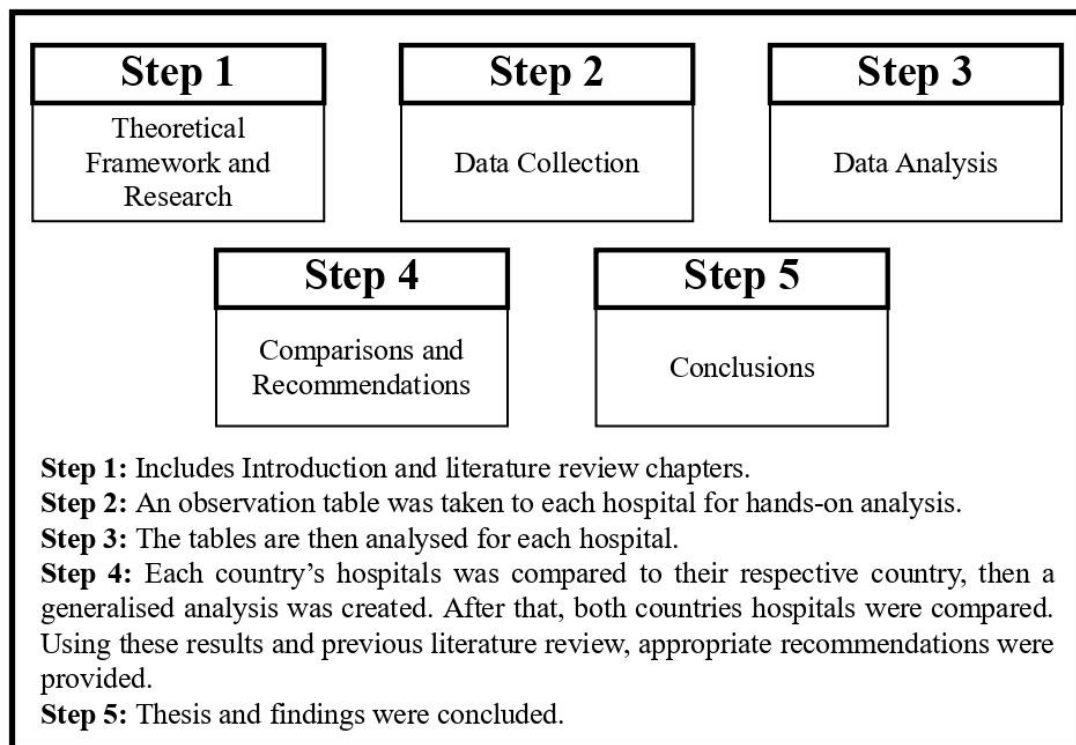 Step 1
Theoretical
Framework and
Research
Step 2
Data Collection
Step 3
Data Analysis
Step 4
Comparisons and
Recommendations
Step 5
Conclusions
Step 1: Includes Introduction and literature review chapters.
Step 2: An observation table was taken to each hospital for hands-on analysis.
Step 3: The tables are then analysed for each hospital.
Step 4: Each country’s hospitals was compared to their respective country, then a
generalised analysis was created. After that, both countries hospitals were compared.
Using these results and previous literature review, appropriate recommendations were
provided.
Step 5: Thesis and findings were concluded.